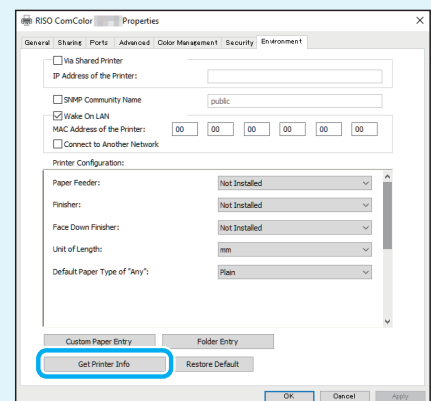 RISO ComColor Properties
General Sharing Ports Advanced Color Management Security Environment
Via Shared Printer
IP Address of the Printer:
SNMP Community Name public
Wake On LAN
MAC Address of the Printer: 00 00 00 00 00 00
Connect to Another Network
Printer Configuration:
Paper Feeder: Not Installed
Finisher: Not Installed
Face Down Finisher: Not Installed
Unit of Length: mm
Default Paper Type of "Any": Plain
Custom Paper Entry Folder Entry
Get Printer Info Restore Default
OK Cancel Apply